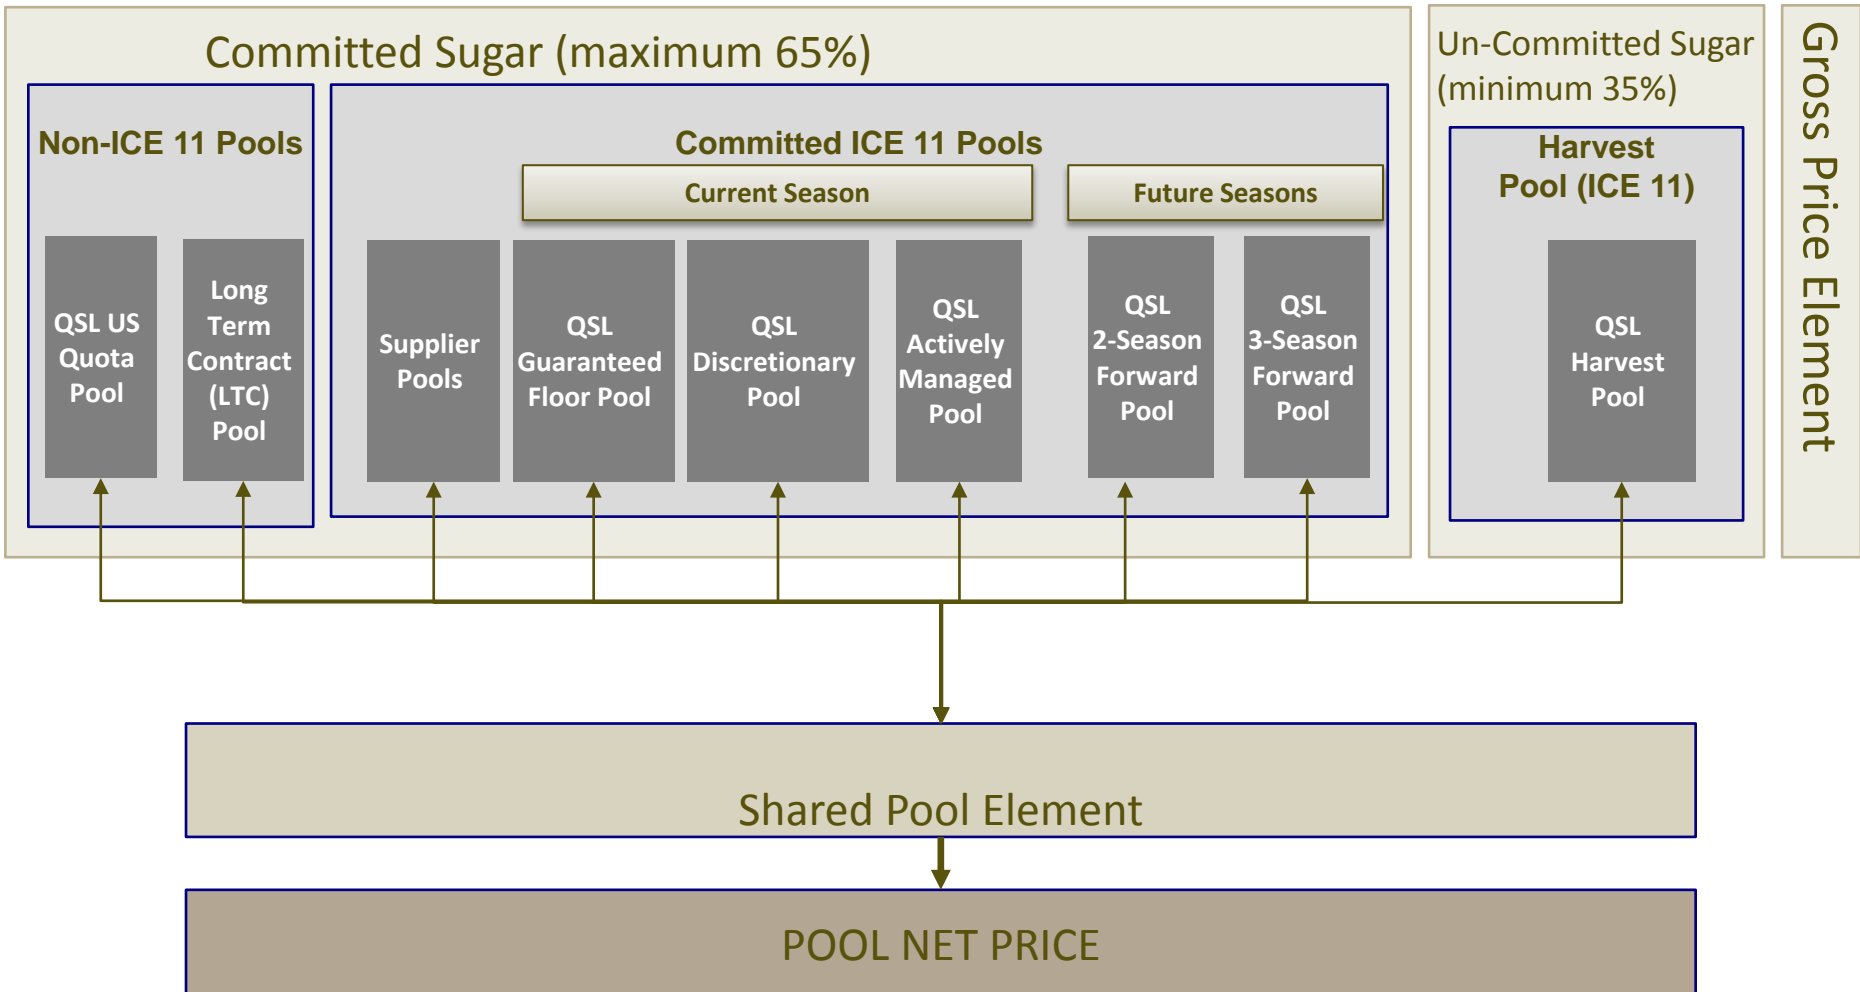 Committed Sugar (maximum 65%)
Non-ICE 11 Pools
QSL US
Quota
Pool
Long
Term
Contract
(LTC)
Pool
Committed ICE 11 Pools
Current Season
Future Seasons
Supplier
Pools
QSL
Guaranteed
Floor Pool
QSL
Discretionary
Pool
QSL
Actively
Managed
Pool
QSL
2-Season
Forward
Pool
QSL
3-Season
Forward
Pool
Un-Committed Sugar
(minimum 35%)
Harvest
Pool (ICE 11)
QSL
Harvest
Pool
Gross Price Element
Shared Pool Element
POOL NET PRICE